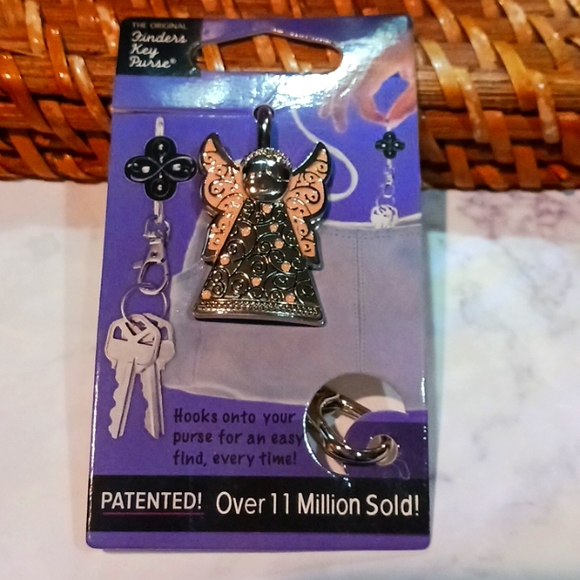 THE ORIGINAL
Finders
Key
Purse®
Hooks onto your
purse for an easy
find, every time!
PATENTED! Over 11 Million Sold!